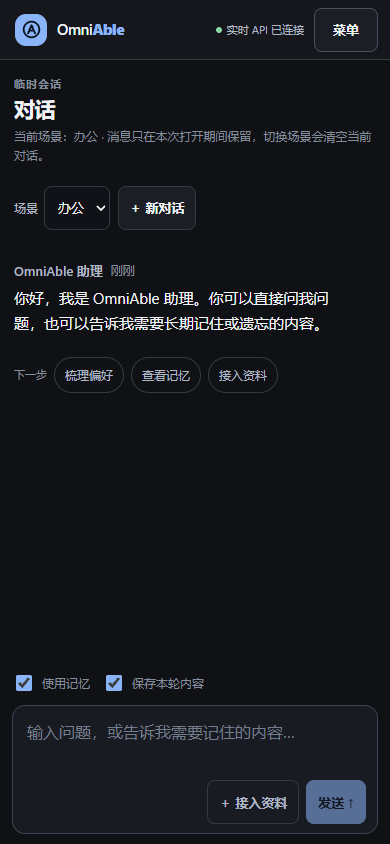 OmniAble
实时 API 已连接
菜单
临时会话
对话
当前场景：办公 · 消息只在本次打开期间保留，切换场景会清空当前
对话。
场景
办公
+ 新对话
OmniAble 助理 刚刚
你好，我是 OmniAble 助理。你可以直接问我问
题，也可以告诉我需要长期记住或遗忘的内容。
下一步
梳理偏好
查看记忆
接入资料
使用记忆
保存本轮内容
输入问题，或告诉我需要记住的内容...
+ 接入资料
发送 ↑